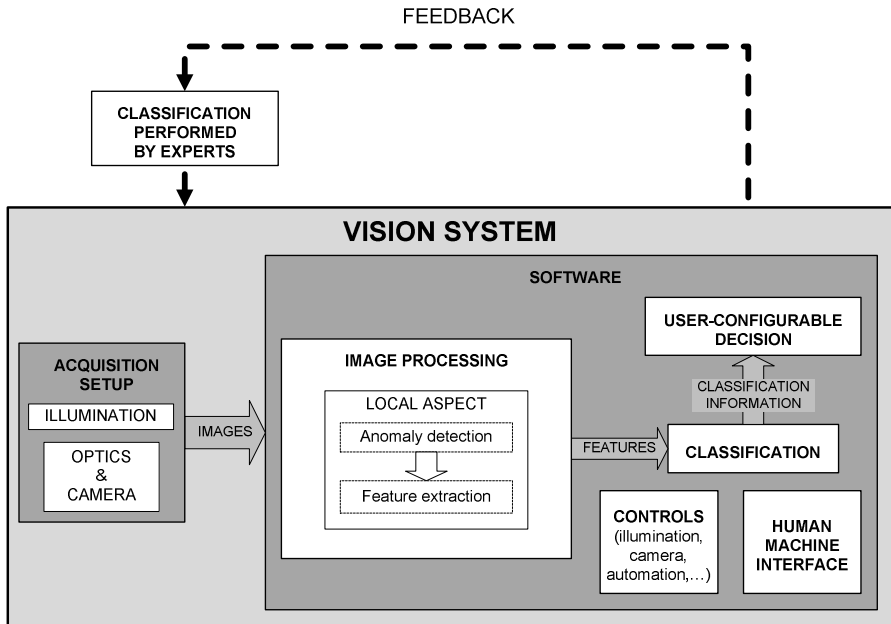 FEEDBACK
CLASSIFICATION
PERFORMED
BY EXPERTS
VISION SYSTEM
SOFTWARE
ACQUISITION
SETUP
ILLUMINATION
OPTICS
&
CAMERA
IMAGES
IMAGE PROCESSING
LOCAL ASPECT
Anomaly detection
Feature extraction
FEATURES
USER-CONFIGURABLE
DECISION
CLASSIFICATION
INFORMATION
CLASSIFICATION
CONTROLS
(illumination,
camera,
automation,...)
HUMAN
MACHINE
INTERFACE